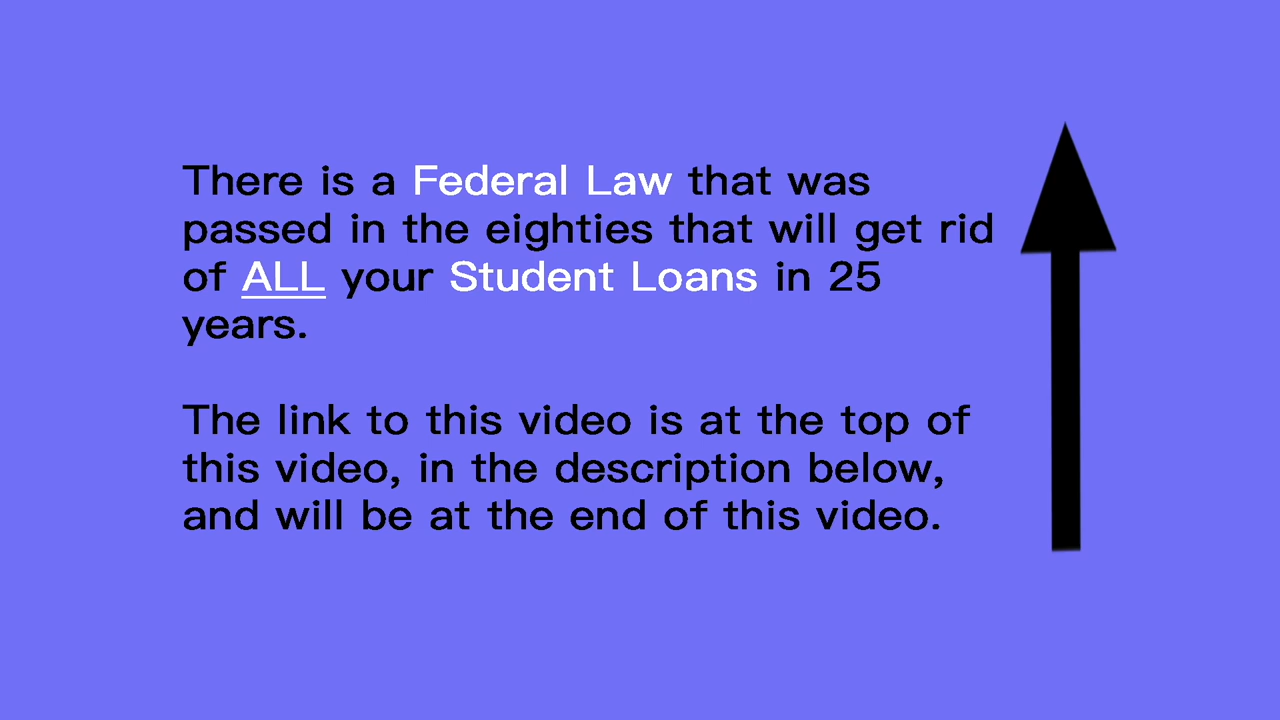 There is a Federal Law that was
passed in the eighties that will get rid
of ALL your Student Loans in 25
years.
The link to this video is at the top of
this video, in the description below,
and will be at the end of this video.